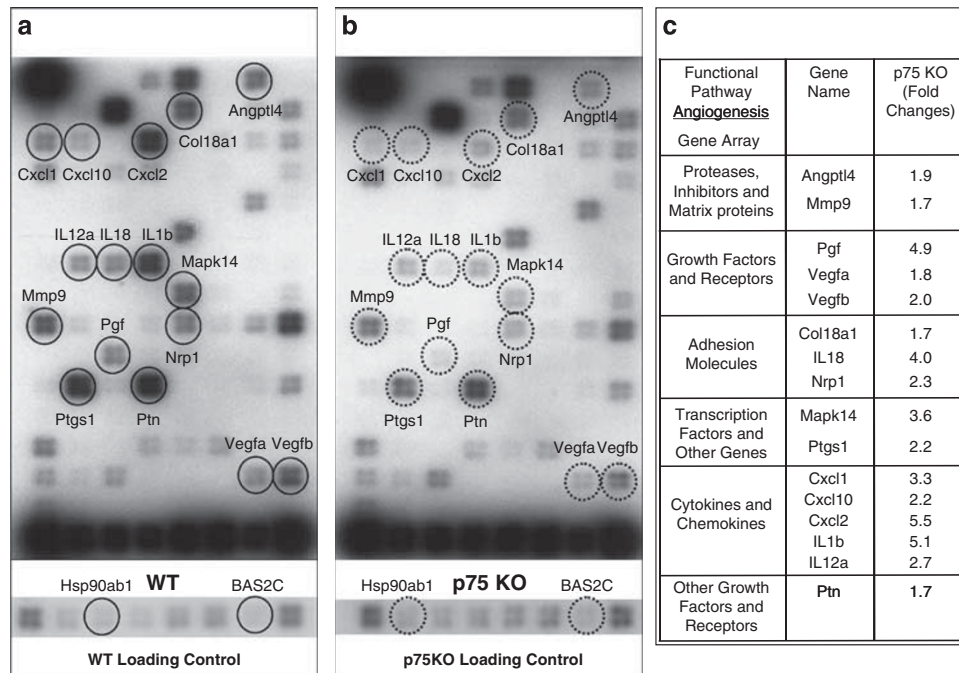 a
Angptl4
Col18a1
Cxcl1 Cxcl10 Cxcl2
IL12a IL18 IL1b
Mapk14
Mmp9
Pgf
Nrp1
Ptgs1 Ptn
Vegfa Vegfb
Hsp90ab1 WT BAS2C
WT Loading Control
b
Angptl4
Col18a1
Cxcl1 Cxcl10 Cxcl2
IL12a IL18 IL1b
Mapk14
Mmp9
Pgf
Nrp1
Ptgs1 Ptn
Vegfa Vegfb
Hsp90ab1 p75 KO BAS2C
p75KO Loading Control
c
Functional Gene p75 KO
Pathway Name (Fold
Angiogenesis Changes)
Gene Array
Proteases, Angptl4 1.9
Inhibitors and
Matrix proteins Mmp9 1.7
Growth Factors Pgf 4.9
and Receptors Vegfa 1.8
Vegfb 2.0
Adhesion Col18a1 1.7
Molecules IL18 4.0
Nrp1 2.3
Transcription Mapk14 3.6
Factors and
Other Genes Ptgs1 2.2
Cytokines and Cxcl1 3.3
Chemokines Cxcl10 2.2
Cxcl2 5.5
IL1b 5.1
IL12a 2.7
Other Growth Ptn 1.7
Factors and
Receptors